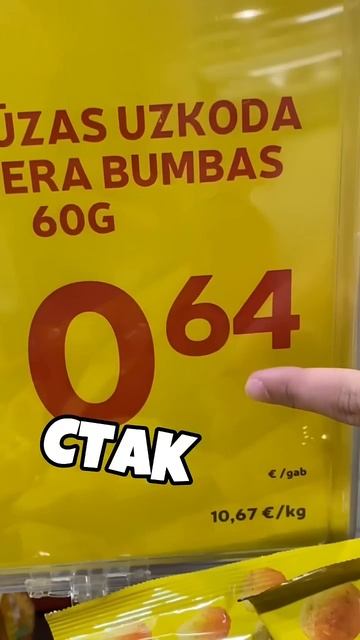 ŪZAS UZKODA
ERA BUMBAS
60G
0 64
СТАК
€/gab
10,67 €/kg